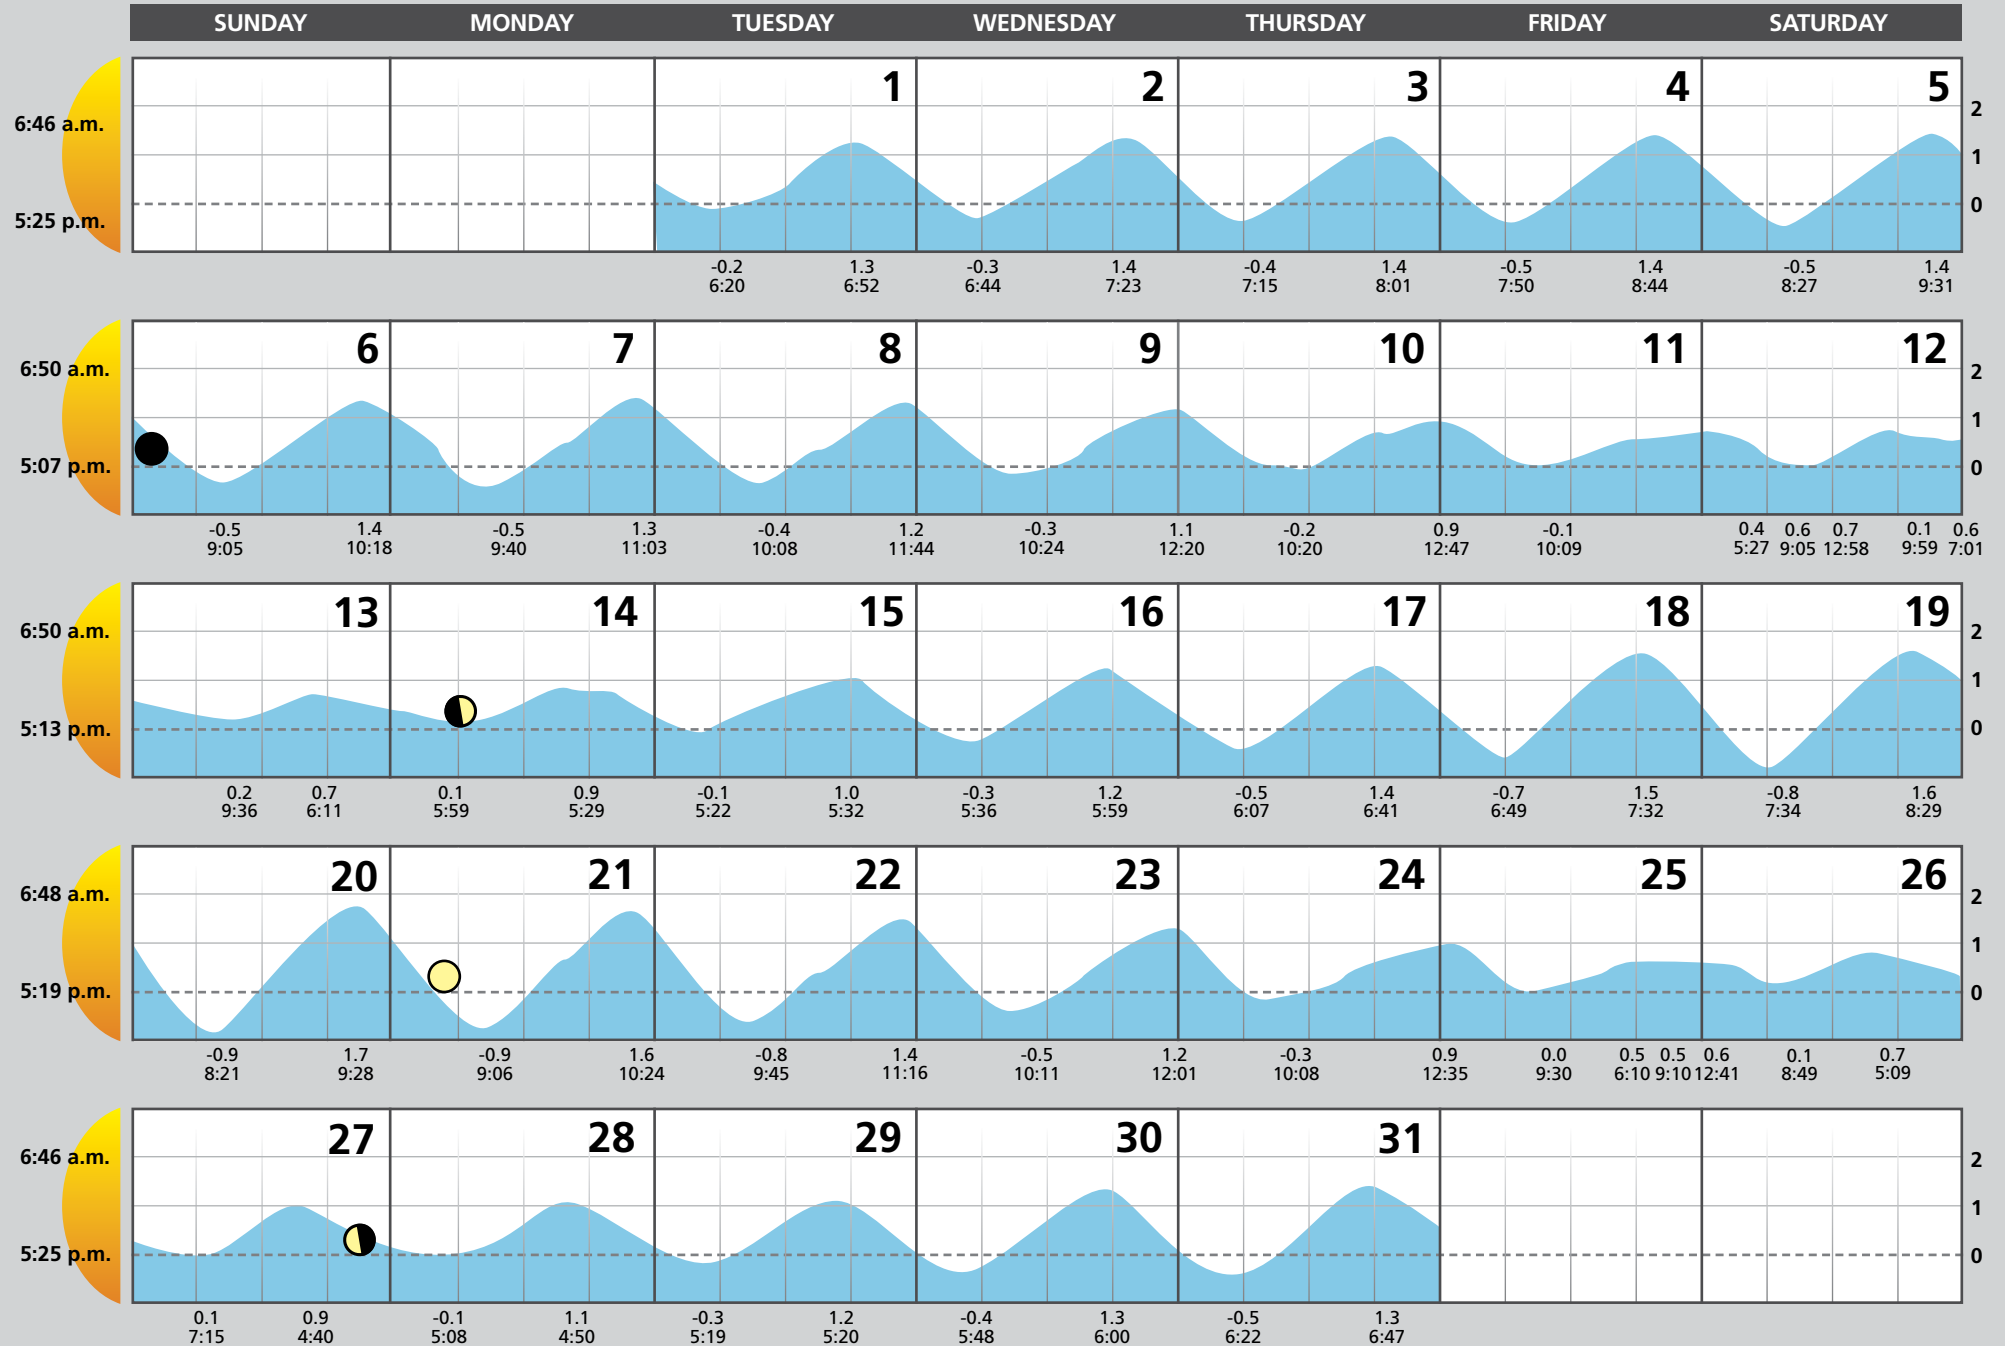 SUNDAY MONDAY TUESDAY WEDNESDAY THURSDAY FRIDAY SATURDAY
1 2 3 4 5
6:46 a.m.
5:25 p.m.
2
1
0
-0.2 1.3 -0.3 1.4 -0.4 1.4 -0.5 1.4 -0.5 1.4
6:20 6:52 6:44 7:23 7:15 8:01 7:50 8:44 8:27 9:31
6 7 8 9 10 11 12
6:50 a.m.
5:07 p.m.
2
1
0
-0.5 1.4 -0.5 1.3 -0.4 1.2 -0.3 1.1 -0.2 0.9 -0.1 0.4 0.6 0.7 0.1 0.6
9:05 10:18 9:40 11:03 10:08 11:44 10:24 12:20 10:20 12:47 10:09 5:27 9:05 12:58 9:59 7:01
13 14 15 16 17 18 19
6:50 a.m.
5:13 p.m.
2
1
0
0.2 0.7 0.1 0.9 -0.1 1.0 -0.3 1.2 -0.5 1.4 -0.7 1.5 -0.8 1.6
9:36 6:11 5:59 5:29 5:22 5:32 5:36 5:59 6:07 6:41 6:49 7:32 7:34 8:29
20 21 22 23 24 25 26
6:48 a.m.
5:19 p.m.
2
1
0
-0.9 1.7 -0.9 1.6 -0.8 1.4 -0.5 1.2 -0.3 0.9 0.0 0.5 0.5 0.6 0.1 0.7
8:21 9:28 9:06 10:24 9:45 11:16 10:11 12:01 10:08 12:35 9:30 6:10 9:10 12:41 8:49 5:09
27 28 29 30 31
6:46 a.m.
5:25 p.m.
2
1
0
0.1 0.9 -0.1 1.1 -0.3 1.2 -0.4 1.3 -0.5 1.3
7:15 4:40 5:08 4:50 5:19 5:20 5:48 6:00 6:22 6:47